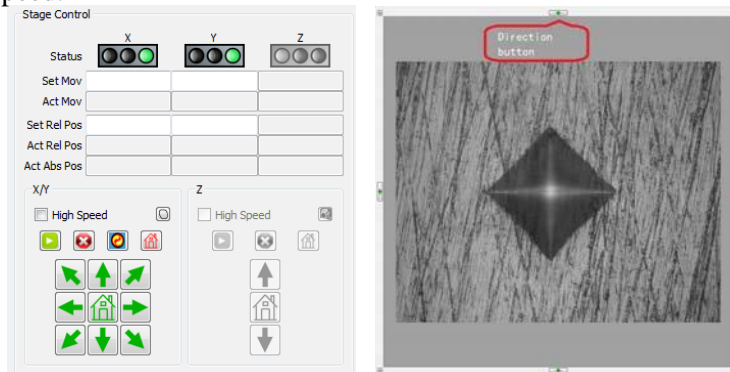 Stage Control
X Y Z
Status
Set Mov
Act Mov
Set Rel Pos
Act Rel Pos
Act Abs Pos
X/Y
High Speed
Z
High Speed
Direction
button